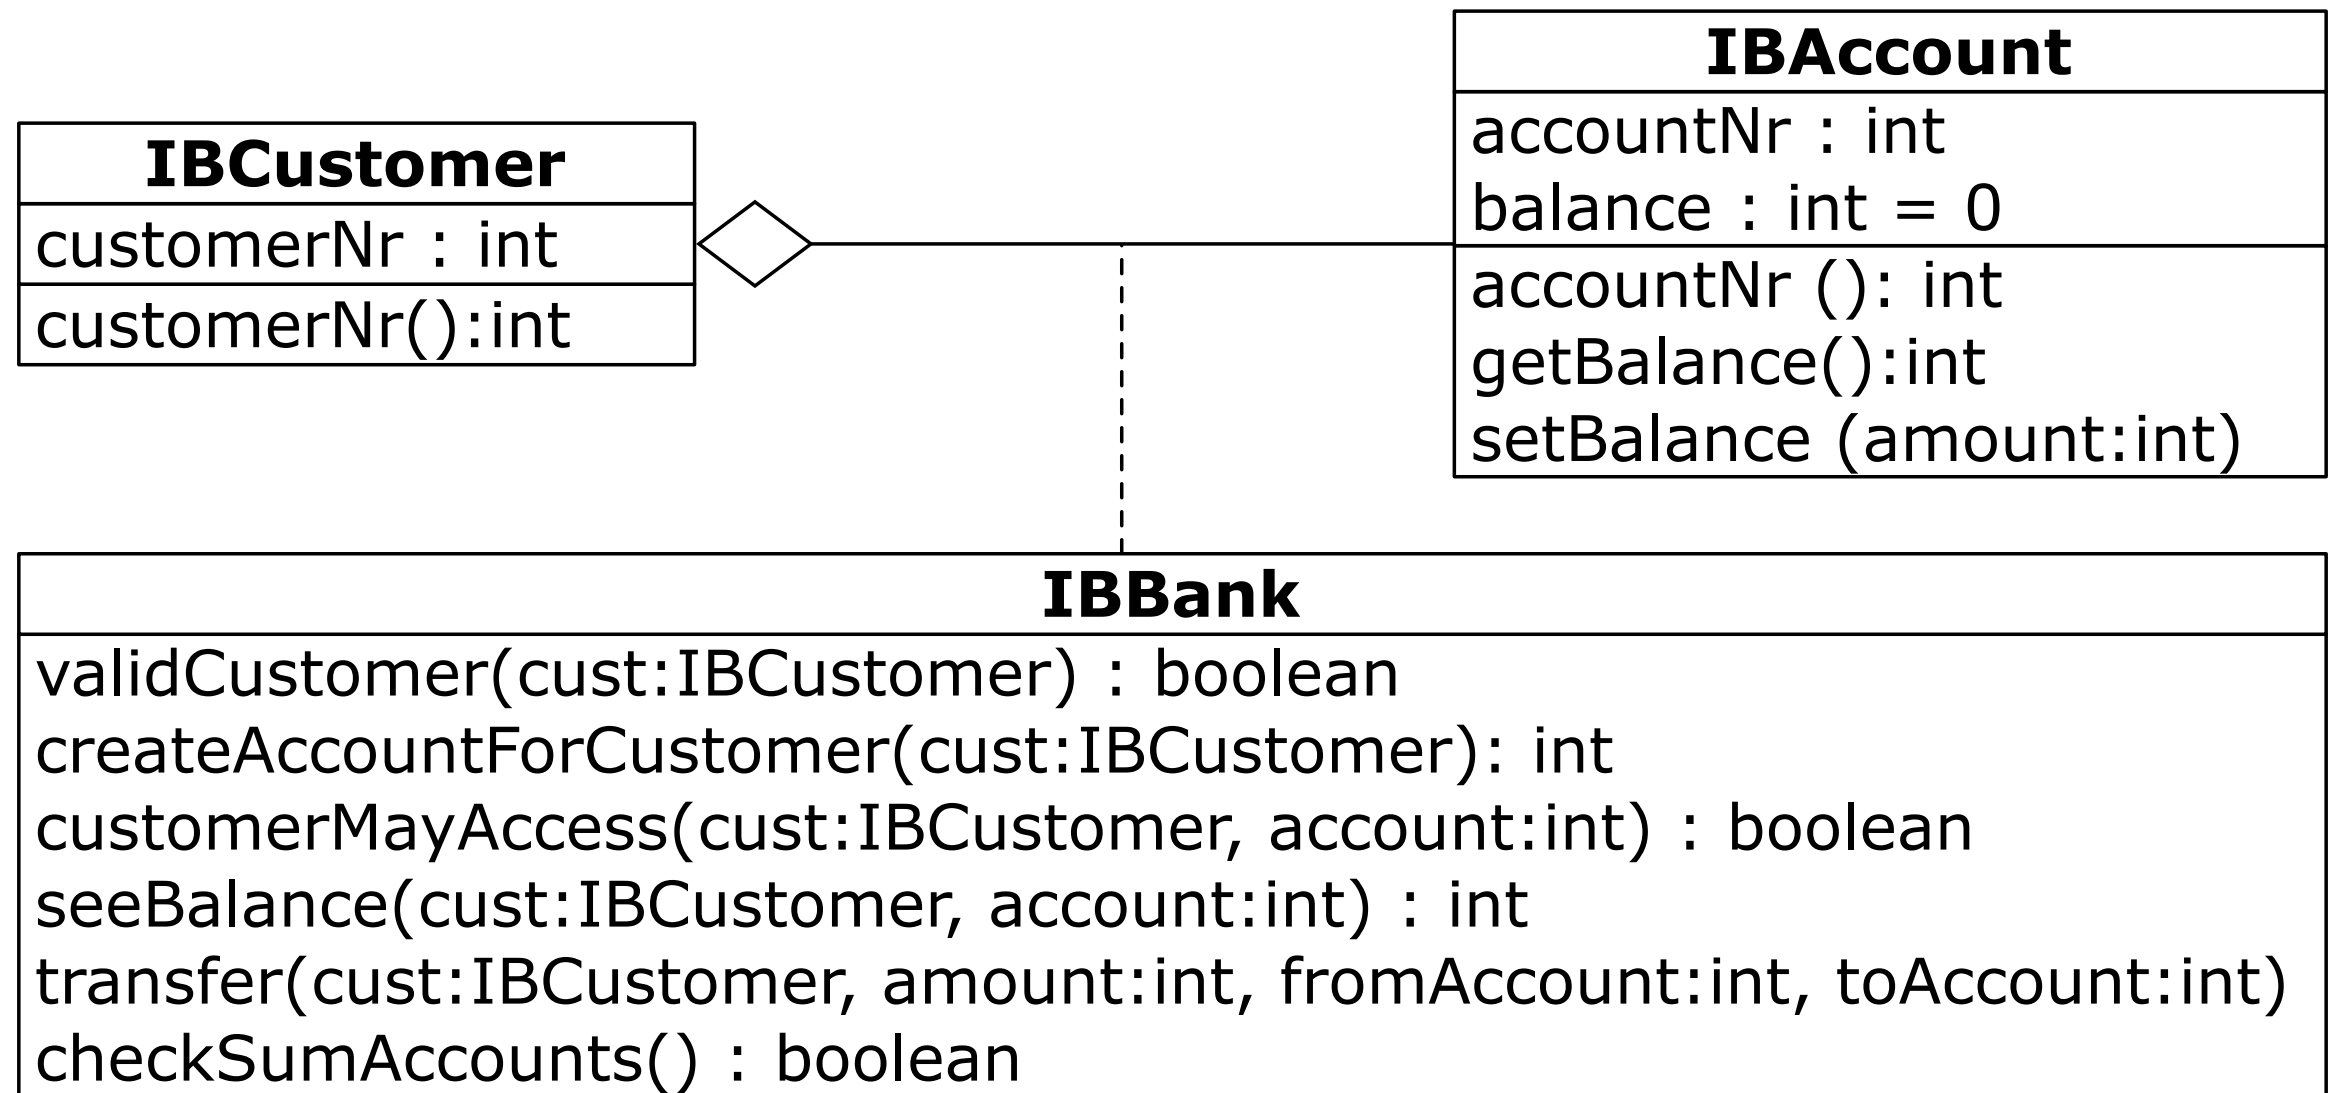 IBCustomer
customerNr : int
customerNr():int
IBAccount
accountNr : int
balance : int = 0
accountNr (): int
getBalance():int
setBalance (amount:int)
IBBank
validCustomer(cust:IBCustomer) : boolean
createAccountForCustomer(cust:IBCustomer): int
customerMayAccess(cust:IBCustomer, account:int) : boolean
seeBalance(cust:IBCustomer, account:int) : int
transfer(cust:IBCustomer, amount:int, fromAccount:int, toAccount:int)
checkSumAccounts() : boolean